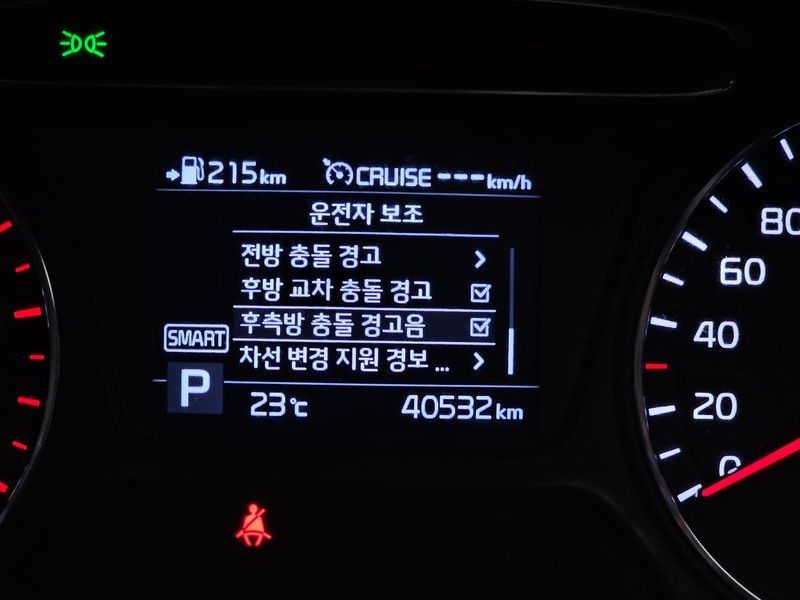 215km CRUISE ---km/h
운전자 보조
전방 충돌 경고
후방 교차 충돌 경고
후측방 충돌 경고음
차선 변경 지원 경보 ...
SMART
P
23℃ 40532km
80
60
40
20
0